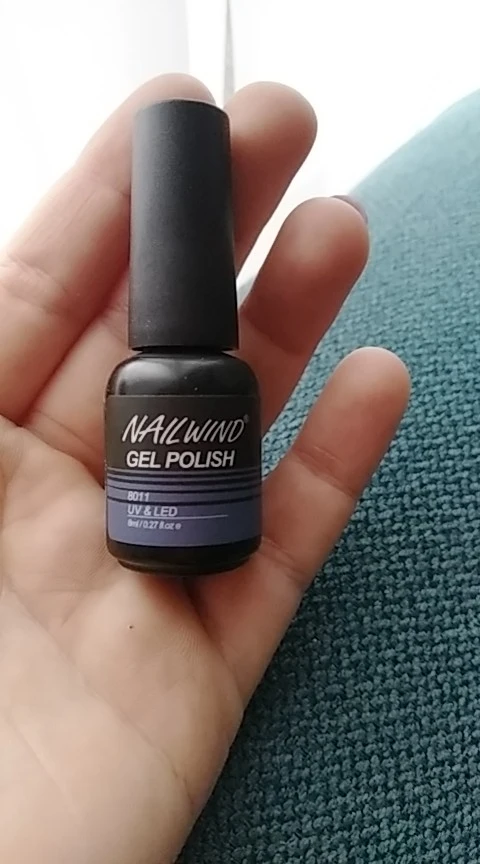 NAILWIND®
GEL POLISH
8011
UV & LED
8ml / 0.27 fl.oz e